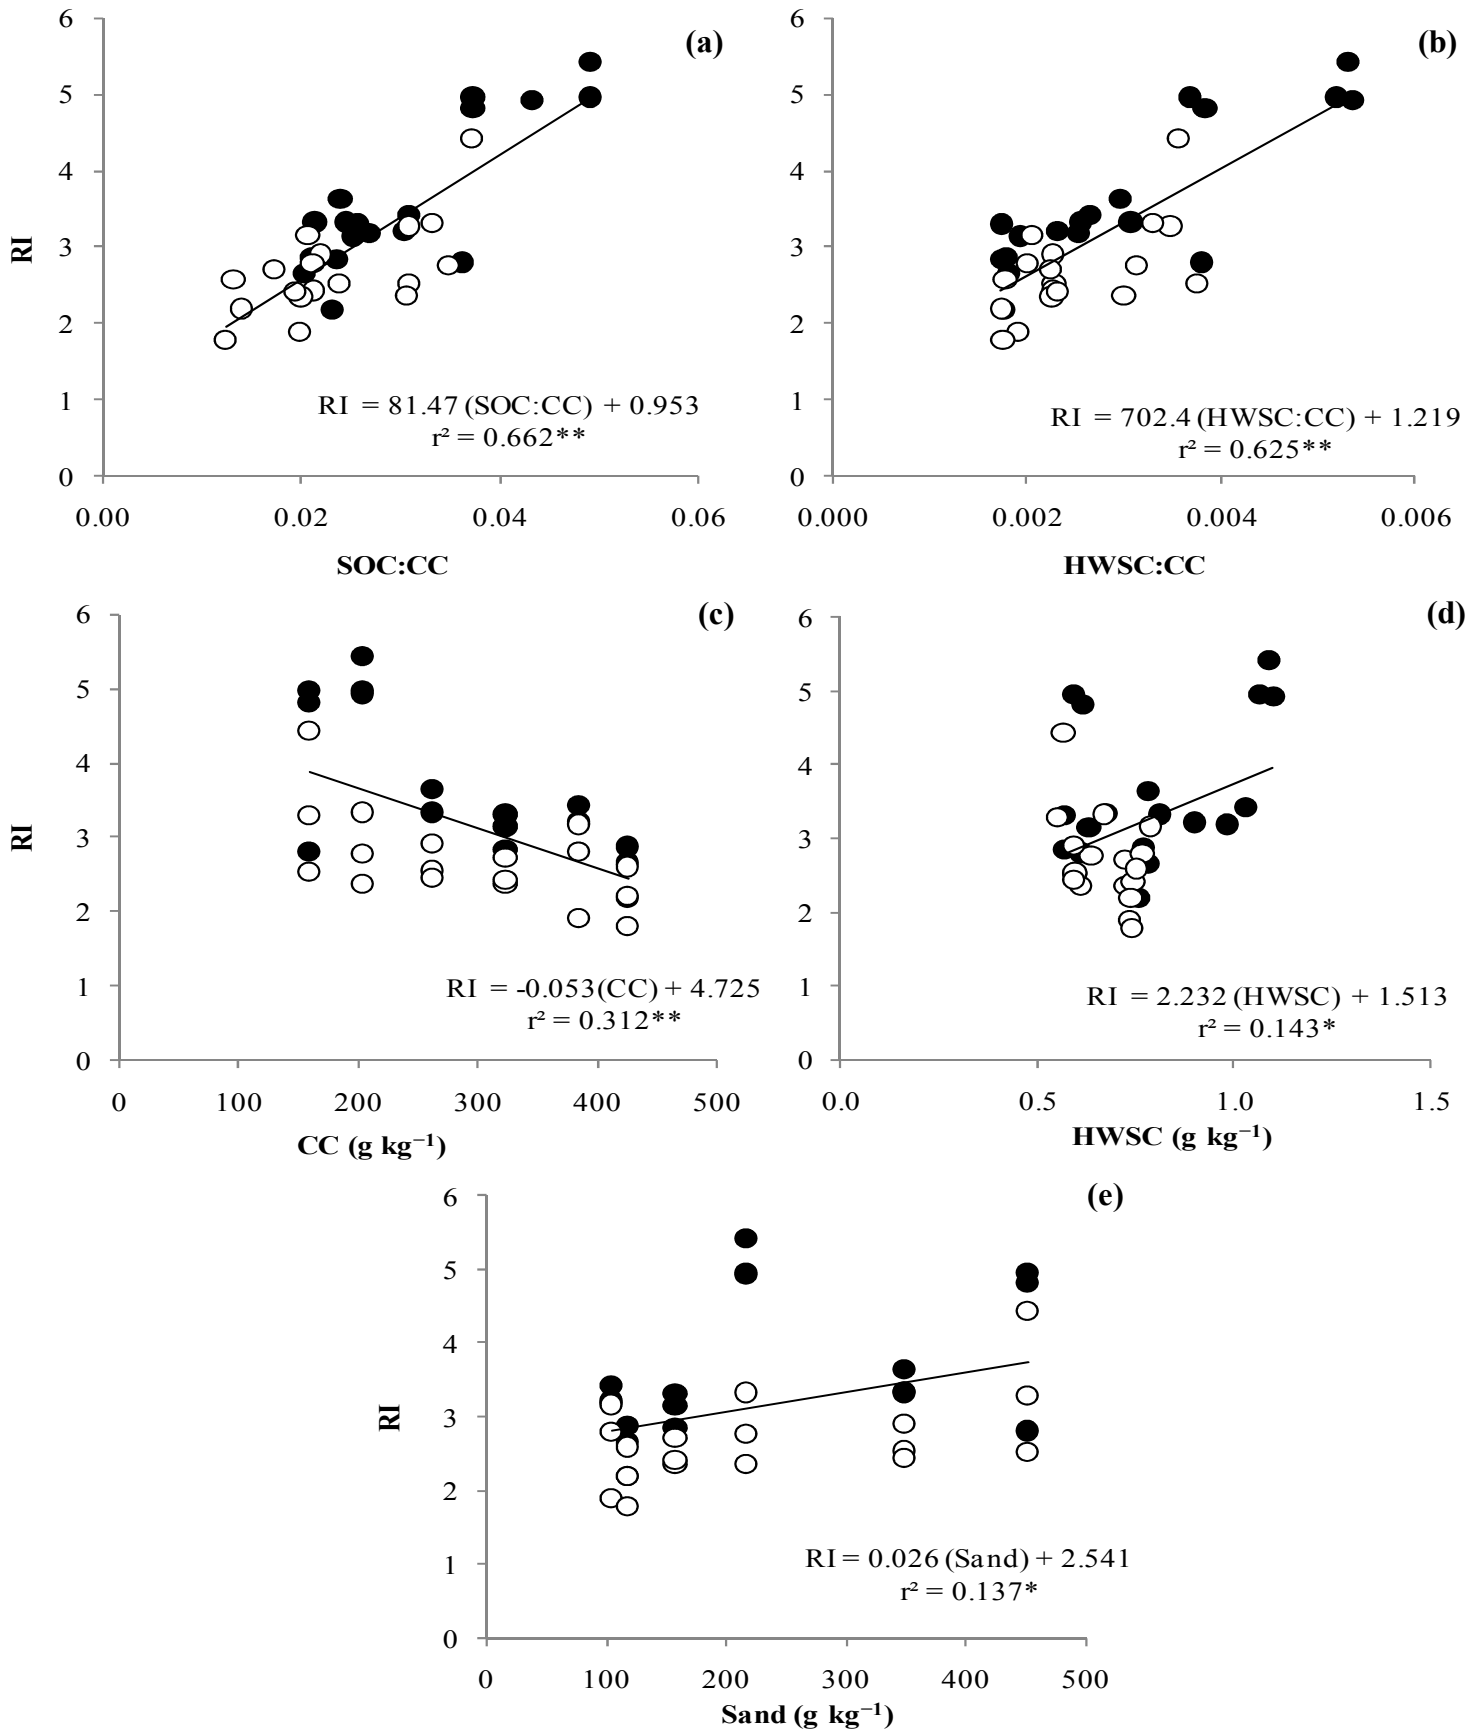 (a)
6
5
4
3
2
1
0
RI
RI = 81.47 (SOC:CC) + 0.953
r² = 0.662**
0.00 0.02 0.04 0.06
SOC:CC
(b)
6
5
4
3
2
1
0
RI = 702.4 (HWSC:CC) + 1.219
r² = 0.625**
0.000 0.002 0.004 0.006
HWSC:CC
(c)
6
5
4
3
2
1
0
RI
RI = -0.053(CC) + 4.725
r² = 0.312**
0 100 200 300 400 500
CC (g kg⁻¹)
(d)
6
5
4
3
2
1
0
RI = 2.232 (HWSC) + 1.513
r² = 0.143*
0.0 0.5 1.0 1.5
HWSC (g kg⁻¹)
(e)
6
5
4
3
2
1
0
RI
RI = 0.026 (Sand) + 2.541
r² = 0.137*
0 100 200 300 400 500
Sand (g kg⁻¹)